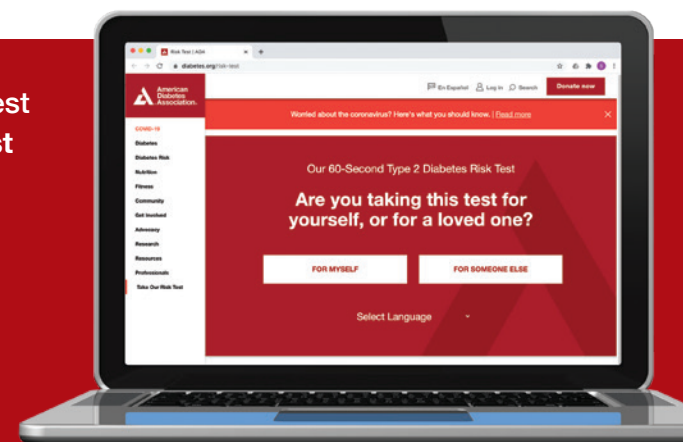 est
st
Risk Test | ADA
diabetes.org/risk-test
American
Diabetes
Association.
En Español Log In Search Donate now
Worried about the coronavirus? Here's what you should know. | Read more
COVID-19
Diabetes
Diabetes Risk
Nutrition
Fitness
Community
Get Involved
Advocacy
Research
Resources
Professionals
Take Our Risk Test
Our 60-Second Type 2 Diabetes Risk Test
Are you taking this test for
yourself, or for a loved one?
FOR MYSELF FOR SOMEONE ELSE
Select Language